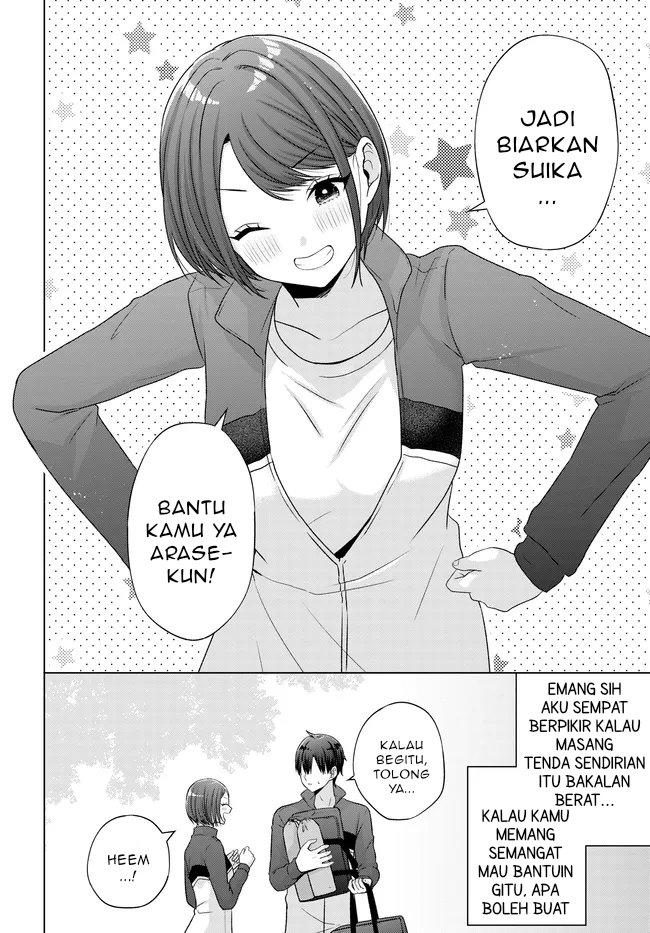 JADI
BIARKAN
SUIKA
...
BANTU
KAMU YA
ARASE-
KUN!
EMANG SIH
AKU SEMPAT
BERPIKIR KALAU
MASANG
TENDA SENDIRIAN
ITU BAKALAN
BERAT...
KALAU KAMU
MEMANG
SEMANGAT
MAU BANTUIN
GITU, APA
BOLEH BUAT
KALAU
BEGITU,
TOLONG
YA...
HEEM
...!